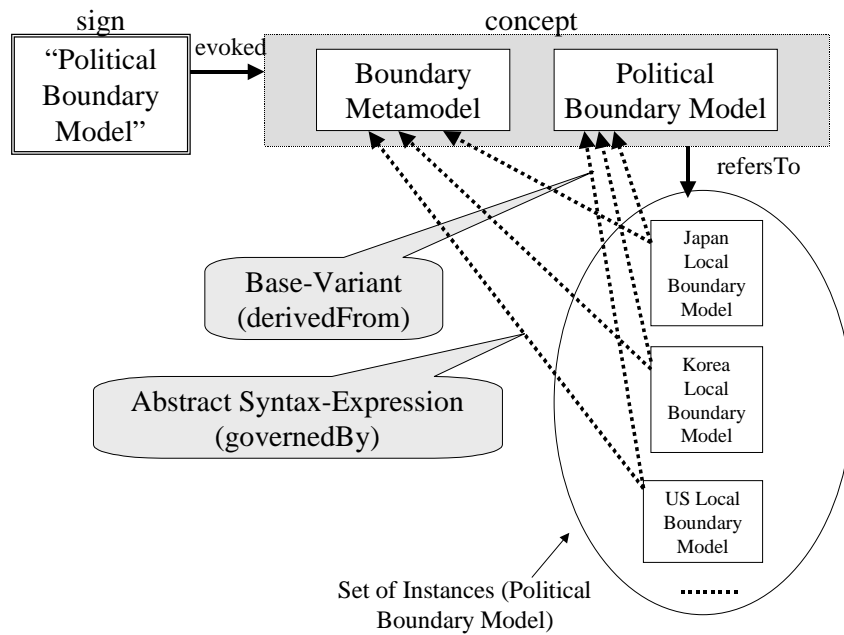 sign
concept
“Political
Boundary
Model”
evoked
Boundary
Metamodel
Political
Boundary Model
refersTo
Japan
Local
Boundary
Model
Base-Variant
(derivedFrom)
Korea
Local
Boundary
Model
Abstract Syntax-Expression
(governedBy)
US Local
Boundary
Model
Set of Instances (Political
Boundary Model)